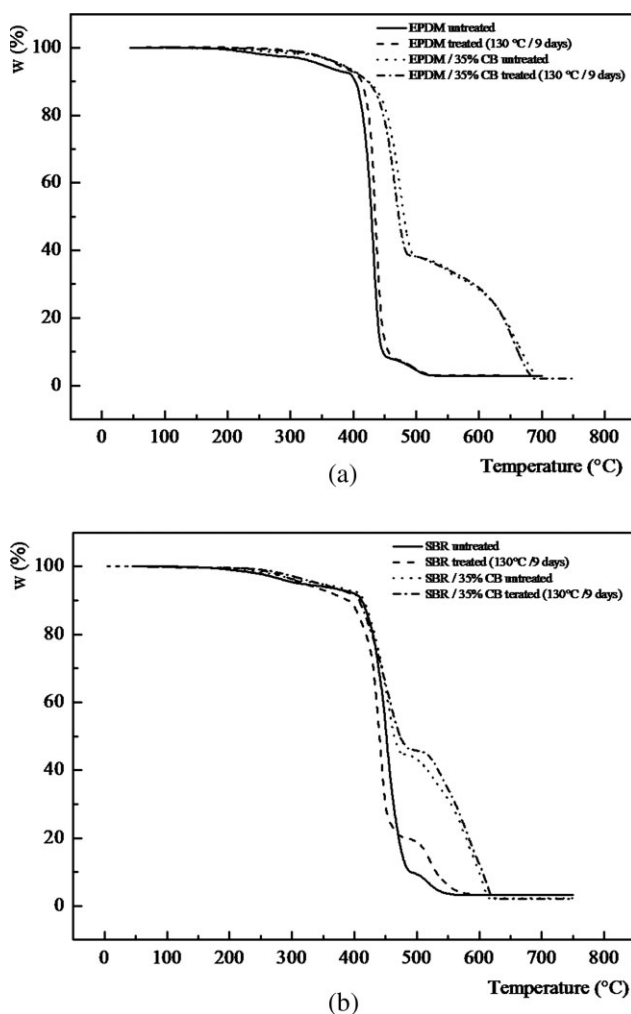 EPDM untreated
EPDM treated (130 °C / 9 days)
EPDM / 35% CB untreated
EPDM / 35% CB treated (130 °C / 9 days)
w (%)
100
80
60
40
20
0
0 100 200 300 400 500 600 700 800
Temperature (°C)
(a)
SBR untreated
SBR treated (130°C /9 days)
SBR / 35% CB untreated
SBR / 35% CB terated (130°C /9 days)
w (%)
100
80
60
40
20
0
0 100 200 300 400 500 600 700 800
Temperature (°C)
(b)